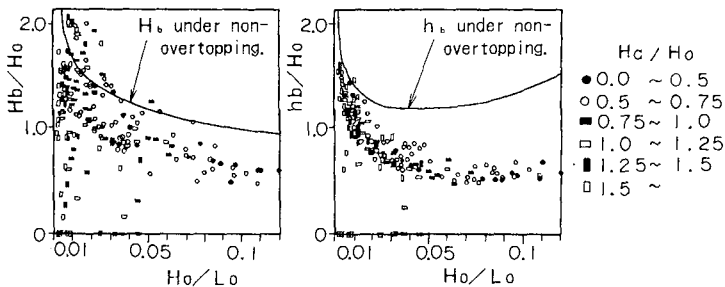 2.0
1.0
0
Hb/Ho
H_b under non-
overtopping.
0.01
0.05
0.1
Ho/Lo
2.0
1.0
0
hb/Ho
h_b under non-
overtopping.
0.01
0.05
0.1
Ho/Lo
Ha/Ho
● 0.0 ~ 0.5
○ 0.5 ~ 0.75
0.75 ~ 1.0
1.0 ~ 1.25
1.25 ~ 1.5
1.5 ~